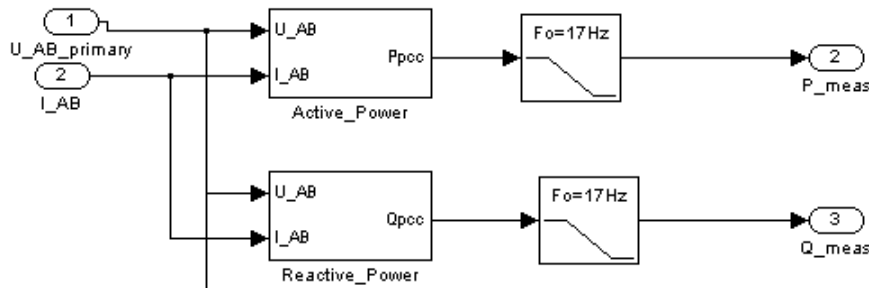 1
U_AB_primary
2
I_AB
U_AB
I_AB
Ppcc
Active_Power
Fo=17Hz
2
P_meas
U_AB
I_AB
Qpcc
Reactive_Power
Fo=17Hz
3
Q_meas